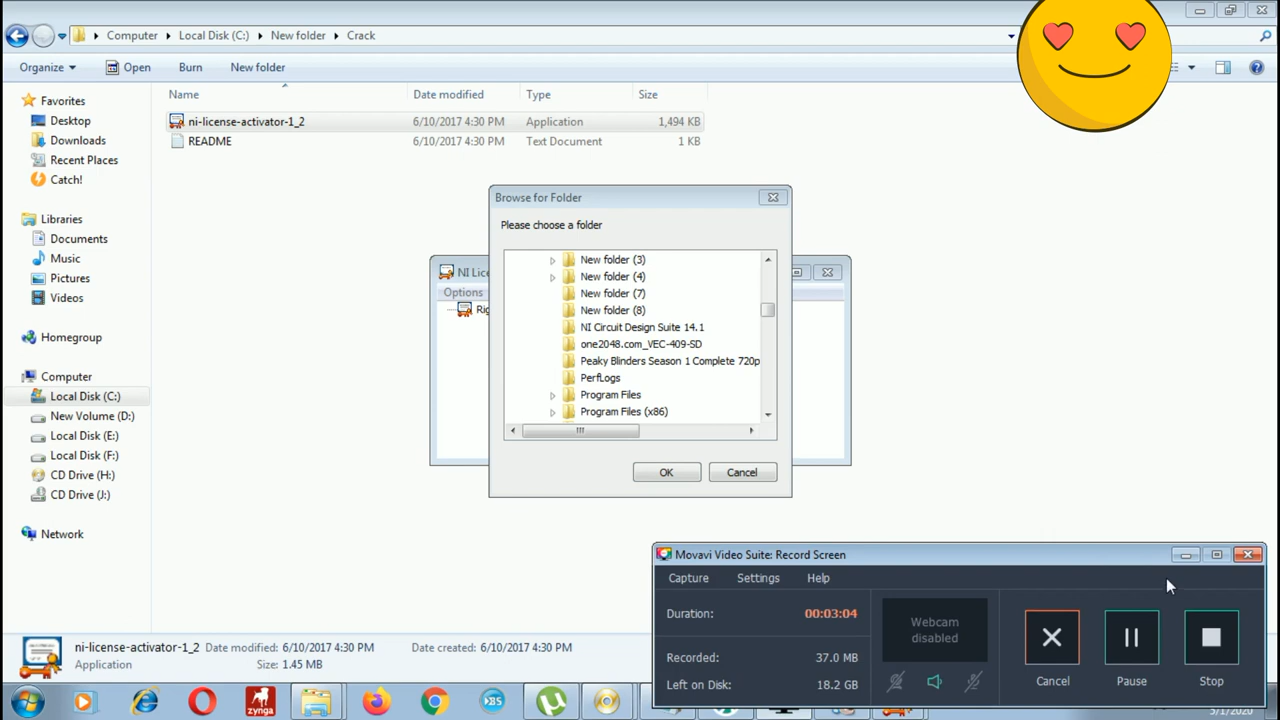 Computer Local Disk (C:) New folder Crack
Organize Open Burn New folder
Name Date modified Type Size
ni-license-activator-1_2 6/10/2017 4:30 PM Application 1,494 KB
README 6/10/2017 4:30 PM Text Document 1 KB
Favorites
Desktop
Downloads
Recent Places
Catch!
Libraries
Documents
Music
Pictures
Videos
Homegroup
Computer
Local Disk (C:)
New Volume (D:)
Local Disk (E:)
Local Disk (F:)
CD Drive (H:)
CD Drive (J:)
Network
NI Lice
Options
Rig
Browse for Folder
Please choose a folder
New folder (3)
New folder (4)
New folder (7)
New folder (8)
NI Circuit Design Suite 14.1
one2048.com_VEC-409-SD
Peaky Blinders Season 1 Complete 720p
PerfLogs
Program Files
Program Files (x86)
OK Cancel
Movavi Video Suite: Record Screen
Capture Settings Help
Duration: 00:03:04
Recorded: 37.0 MB
Left on Disk: 18.2 GB
Webcam
disabled
Cancel Pause Stop
ni-license-activator-1_2 Date modified: 6/10/2017 4:30 PM Date created: 6/10/2017 4:30 PM
Application Size: 1.45 MB
zynga
5/1/2020